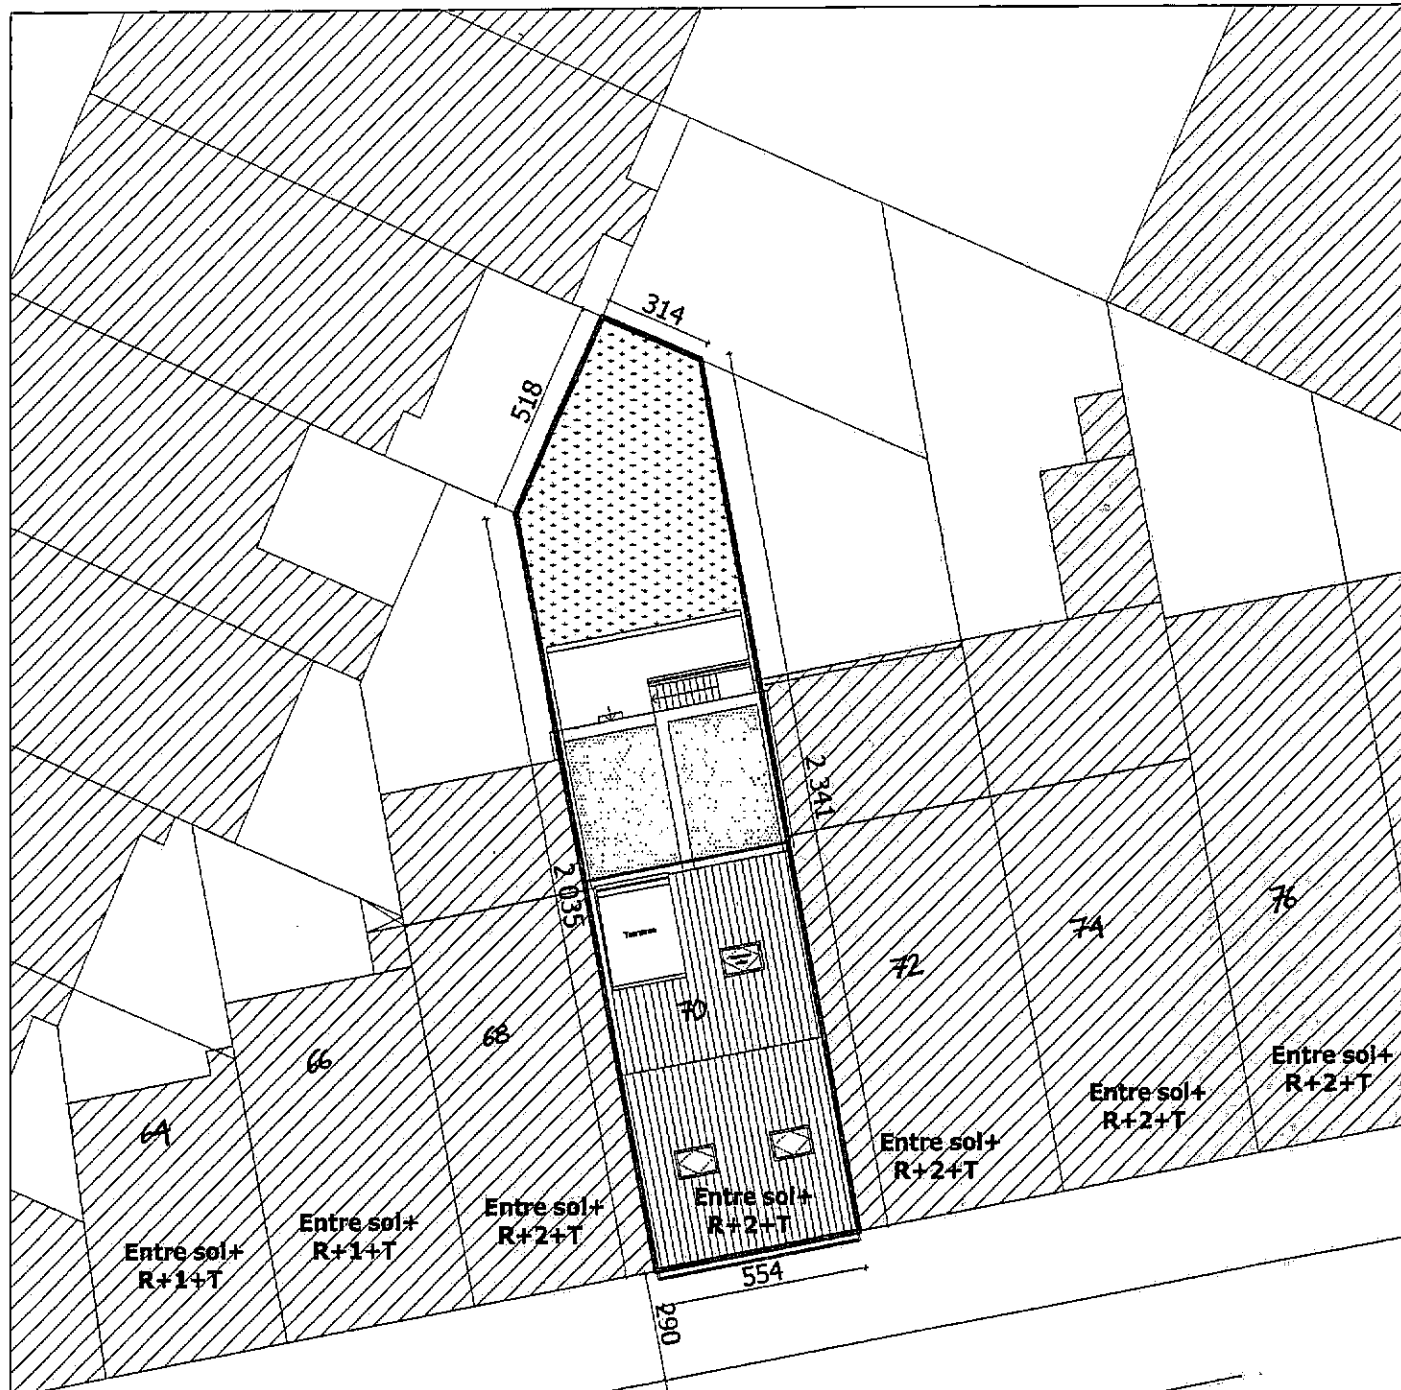 314
518
2 341
2 035
Terrasse
76
74
72
70
68
66
64
Entre sol+
R+2+T
Entre sol+
R+2+T
Entre sol+
R+2+T
Entre sol+
R+2+T
Entre sol+
R+2+T
Entre sol+
R+1+T
Entre sol+
R+1+T
554
290